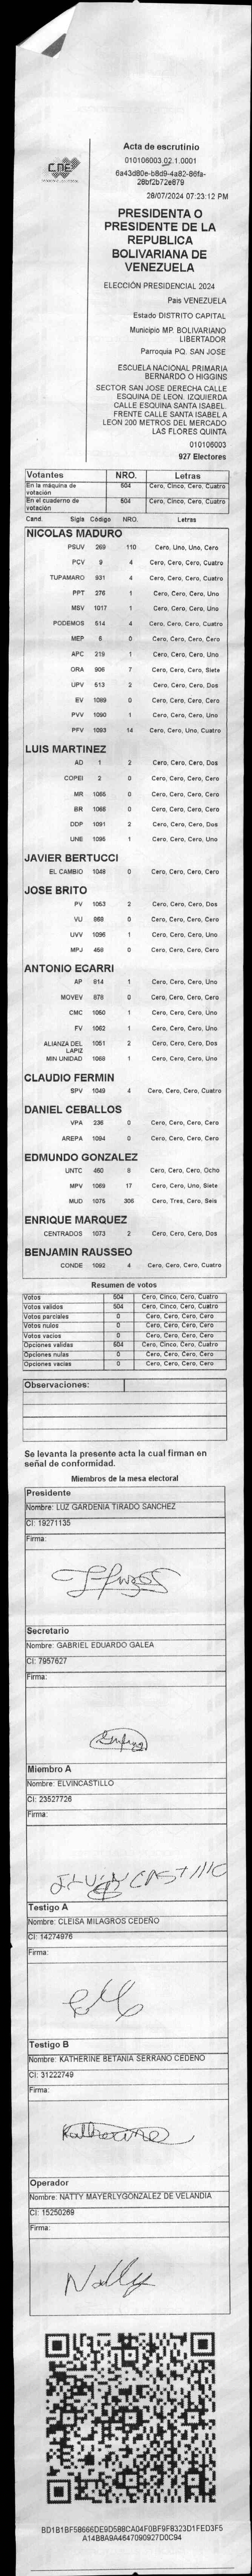 CNE
Acta de escrutinio
010106003.02.1.0001
6a43d80e-b8d9-4a82-86fa-
28bf2b72e879
28/07/2024 07:23:12 PM
PRESIDENTA O
PRESIDENTE DE LA
REPUBLICA
BOLIVARIANA DE
VENEZUELA
ELECCIÓN PRESIDENCIAL 2024
Pais VENEZUELA
Estado DISTRITO CAPITAL
Municipio MP. BOLIVARIANO
LIBERTADOR
Parroquia PQ. SAN JOSE
ESCUELA NACIONAL PRIMARIA
BERNARDO O HIGGINS
SECTOR SAN JOSE DERECHA CALLE
ESQUINA DE LEON. IZQUIERDA
CALLE ESQUINA SANTA ISABEL.
FRENTE CALLE SANTA ISABEL A
LEON 200 METROS DEL MERCADO
LAS FLORES QUINTA
010106003
927 Electores
Votantes NRO. Letras
En la máquina de votación 504 Cero, Cinco, Cero, Cuatro
En el cuaderno de votación 504 Cero, Cinco, Cero, Cuatro
Cand. Sigla Código NRO. Letras
NICOLAS MADURO
PSUV 269 110 Cero, Uno, Uno, Cero
PCV 9 4 Cero, Cero, Cero, Cuatro
TUPAMARO 931 4 Cero, Cero, Cero, Cuatro
PPT 276 1 Cero, Cero, Cero, Uno
MSV 1017 1 Cero, Cero, Cero, Uno
PODEMOS 514 4 Cero, Cero, Cero, Cuatro
MEP 6 0 Cero, Cero, Cero, Cero
APC 219 1 Cero, Cero, Cero, Uno
ORA 906 7 Cero, Cero, Cero, Siete
UPV 613 2 Cero, Cero, Cero, Dos
EV 1089 0 Cero, Cero, Cero, Cero
PVV 1090 1 Cero, Cero, Cero, Uno
PFV 1093 14 Cero, Cero, Uno, Cuatro
LUIS MARTINEZ
AD 1 2 Cero, Cero, Cero, Dos
COPEI 2 0 Cero, Cero, Cero, Cero
MR 1066 0 Cero, Cero, Cero, Cero
BR 1068 0 Cero, Cero, Cero, Cero
DDP 1091 2 Cero, Cero, Cero, Dos
UNE 1095 1 Cero, Cero, Cero, Uno
JAVIER BERTUCCI
EL CAMBIO 1048 0 Cero, Cero, Cero, Cero
JOSE BRITO
PV 1053 2 Cero, Cero, Cero, Dos
VU 968 0 Cero, Cero, Cero, Cero
UVV 1096 1 Cero, Cero, Cero, Uno
MPJ 458 0 Cero, Cero, Cero, Cero
ANTONIO ECARRI
AP 814 1 Cero, Cero, Cero, Uno
MOVEV 878 0 Cero, Cero, Cero, Cero
CMC 1050 1 Cero, Cero, Cero, Uno
FV 1062 1 Cero, Cero, Cero, Uno
ALIANZA DEL LAPIZ 1051 2 Cero, Cero, Cero, Dos
MIN UNIDAD 1058 1 Cero, Cero, Cero, Uno
CLAUDIO FERMIN
SPV 1049 4 Cero, Cero, Cero, Cuatro
DANIEL CEBALLOS
VPA 236 0 Cero, Cero, Cero, Cero
AREPA 1094 0 Cero, Cero, Cero, Cero
EDMUNDO GONZALEZ
UNTC 460 8 Cero, Cero, Cero, Ocho
MPV 1069 17 Cero, Cero, Uno, Siete
MUD 1075 306 Cero, Tres, Cero, Seis
ENRIQUE MARQUEZ
CENTRADOS 1073 2 Cero, Cero, Cero, Dos
BENJAMIN RAUSSEO
CONDE 1092 4 Cero, Cero, Cero, Cuatro
Resumen de votos
Votos 504 Cero, Cinco, Cero, Cuatro
Votos validos 504 Cero, Cinco, Cero, Cuatro
Votos parciales 0 Cero, Cero, Cero, Cero
Votos nulos 0 Cero, Cero, Cero, Cero
Votos vacios 0 Cero, Cero, Cero, Cero
Opciones validas 504 Cero, Cinco, Cero, Cuatro
Opciones nulas 0 Cero, Cero, Cero, Cero
Opciones vacias 0 Cero, Cero, Cero, Cero
Observaciones:
Se levanta la presente acta la cual firman en
señal de conformidad.
Miembros de la mesa electoral
Presidente
Nombre: LUZ GARDENIA TIRADO SANCHEZ
CI: 19271135
Firma:
Secretario
Nombre: GABRIEL EDUARDO GALEA
CI: 7957627
Firma:
Miembro A
Nombre: ELVINCASTILLO
CI: 23527726
Firma:
ELVIN CASTILLO
Testigo A
Nombre: CLEISA MILAGROS CEDEÑO
CI: 14274976
Firma:
Testigo B
Nombre: KATHERINE BETANIA SERRANO CEDENO
CI: 31222749
Firma:
Katherine
Operador
Nombre: NATTY MAYERLYGONZALEZ DE VELANDIA
CI: 15250269
Firma:
Natty
BD1B1BF58666DE9D588CA04F0BF9F8323D1FED3F5
A14B8A9A4647090927D0C94